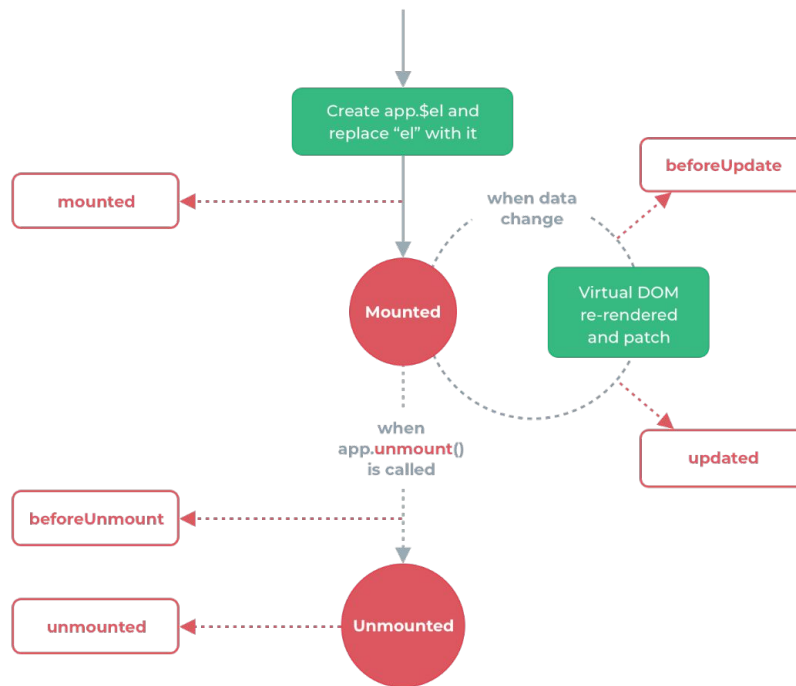 Create app.$el and
replace “el” with it
beforeUpdate
mounted
when data
change
Mounted
Virtual DOM
re-rendered
and patch
when
app.unmount()
is called
updated
beforeUnmount
unmounted
Unmounted